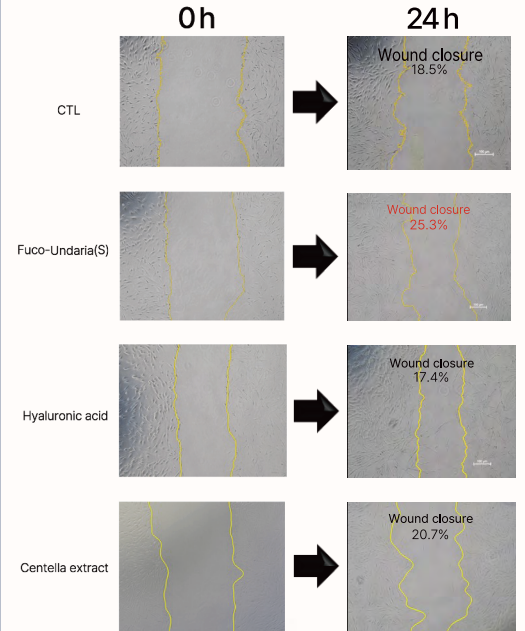 0h
24h
CTL
Wound closure
18.5%
Fuco-Undaria(S)
Wound closure
25.3%
Hyaluronic acid
Wound closure
17.4%
Centella extract
Wound closure
20.7%